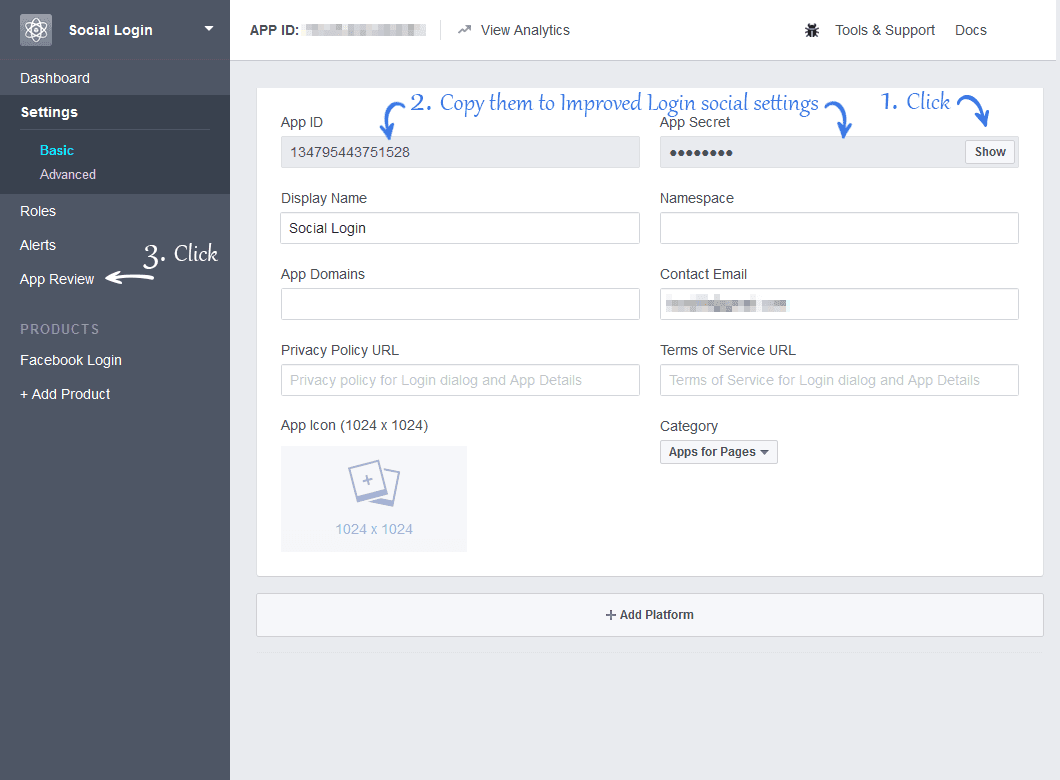 Social Login
APP ID:
View Analytics
Tools & Support
Docs
Dashboard
Settings
Basic
Advanced
Roles
Alerts
App Review
3. Click
PRODUCTS
Facebook Login
+ Add Product
2. Copy them to Improved Login social settings
1. Click
App ID
134795443751528
App Secret
●●●●●●●●
Show
Display Name
Social Login
Namespace
App Domains
Contact Email
Privacy Policy URL
Privacy policy for Login dialog and App Details
Terms of Service URL
Terms of Service for Login dialog and App Details
App Icon (1024 x 1024)
1024 x 1024
Category
Apps for Pages
+ Add Platform